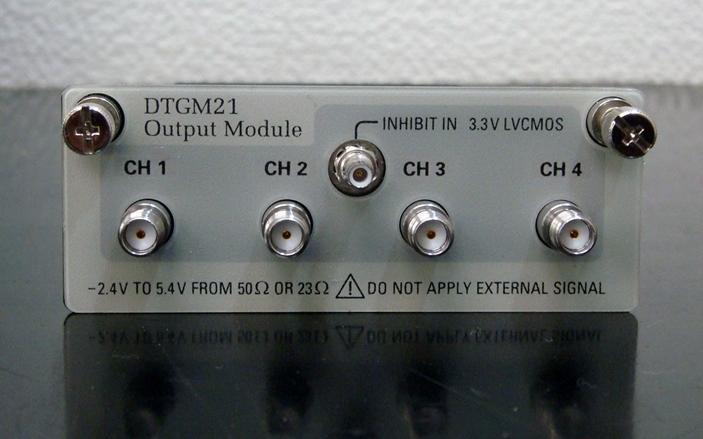 DTGM21
Output Module
INHIBIT IN 3.3V LVCMOS
CH 1 CH 2 CH 3 CH 4
-2.4V TO 5.4V FROM 50Ω OR 23Ω ⚠ DO NOT APPLY EXTERNAL SIGNAL